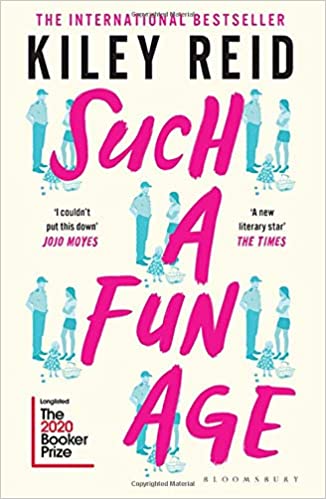 THE INTERNATIONAL BESTSELLER
KILEY REID
SUCH
A
FUN
AGE
'I couldn't
put this down'
JOJO MOYES
'A new
literary star'
THE TIMES
Longlisted
The
2020
Booker
Prize
BLOOMSBURY